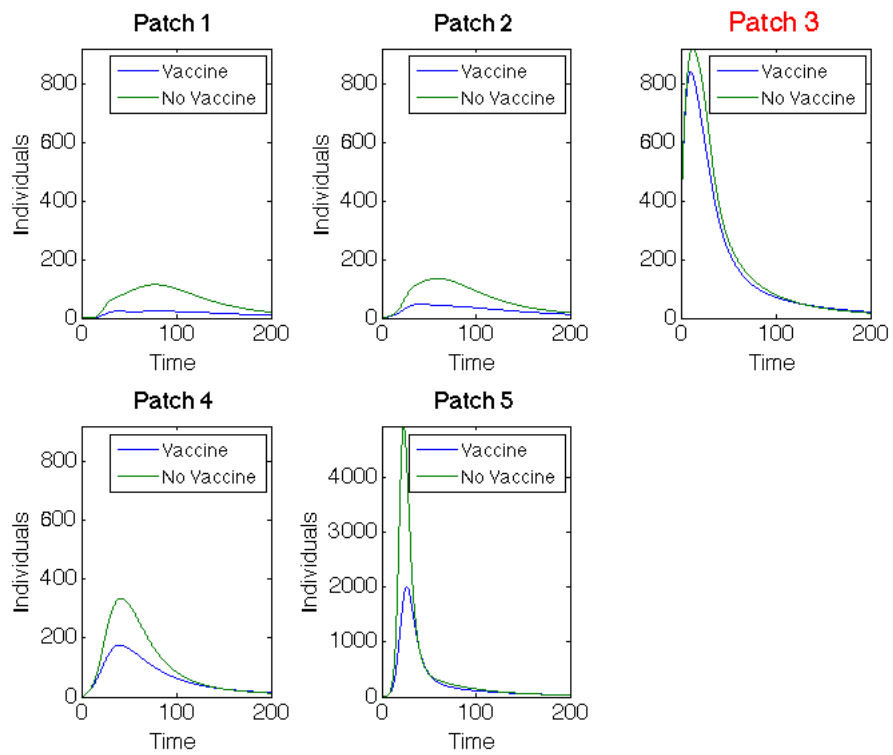 Patch 1
Individuals
800
600
400
200
0
Vaccine
No Vaccine
0
100
200
Time
Patch 2
Individuals
800
600
400
200
0
Vaccine
No Vaccine
0
100
200
Time
Patch 3
Individuals
800
600
400
200
0
Vaccine
No Vaccine
0
100
200
Time
Patch 4
Individuals
800
600
400
200
0
Vaccine
No Vaccine
0
100
200
Time
Patch 5
Individuals
4000
3000
2000
1000
0
Vaccine
No Vaccine
0
100
200
Time